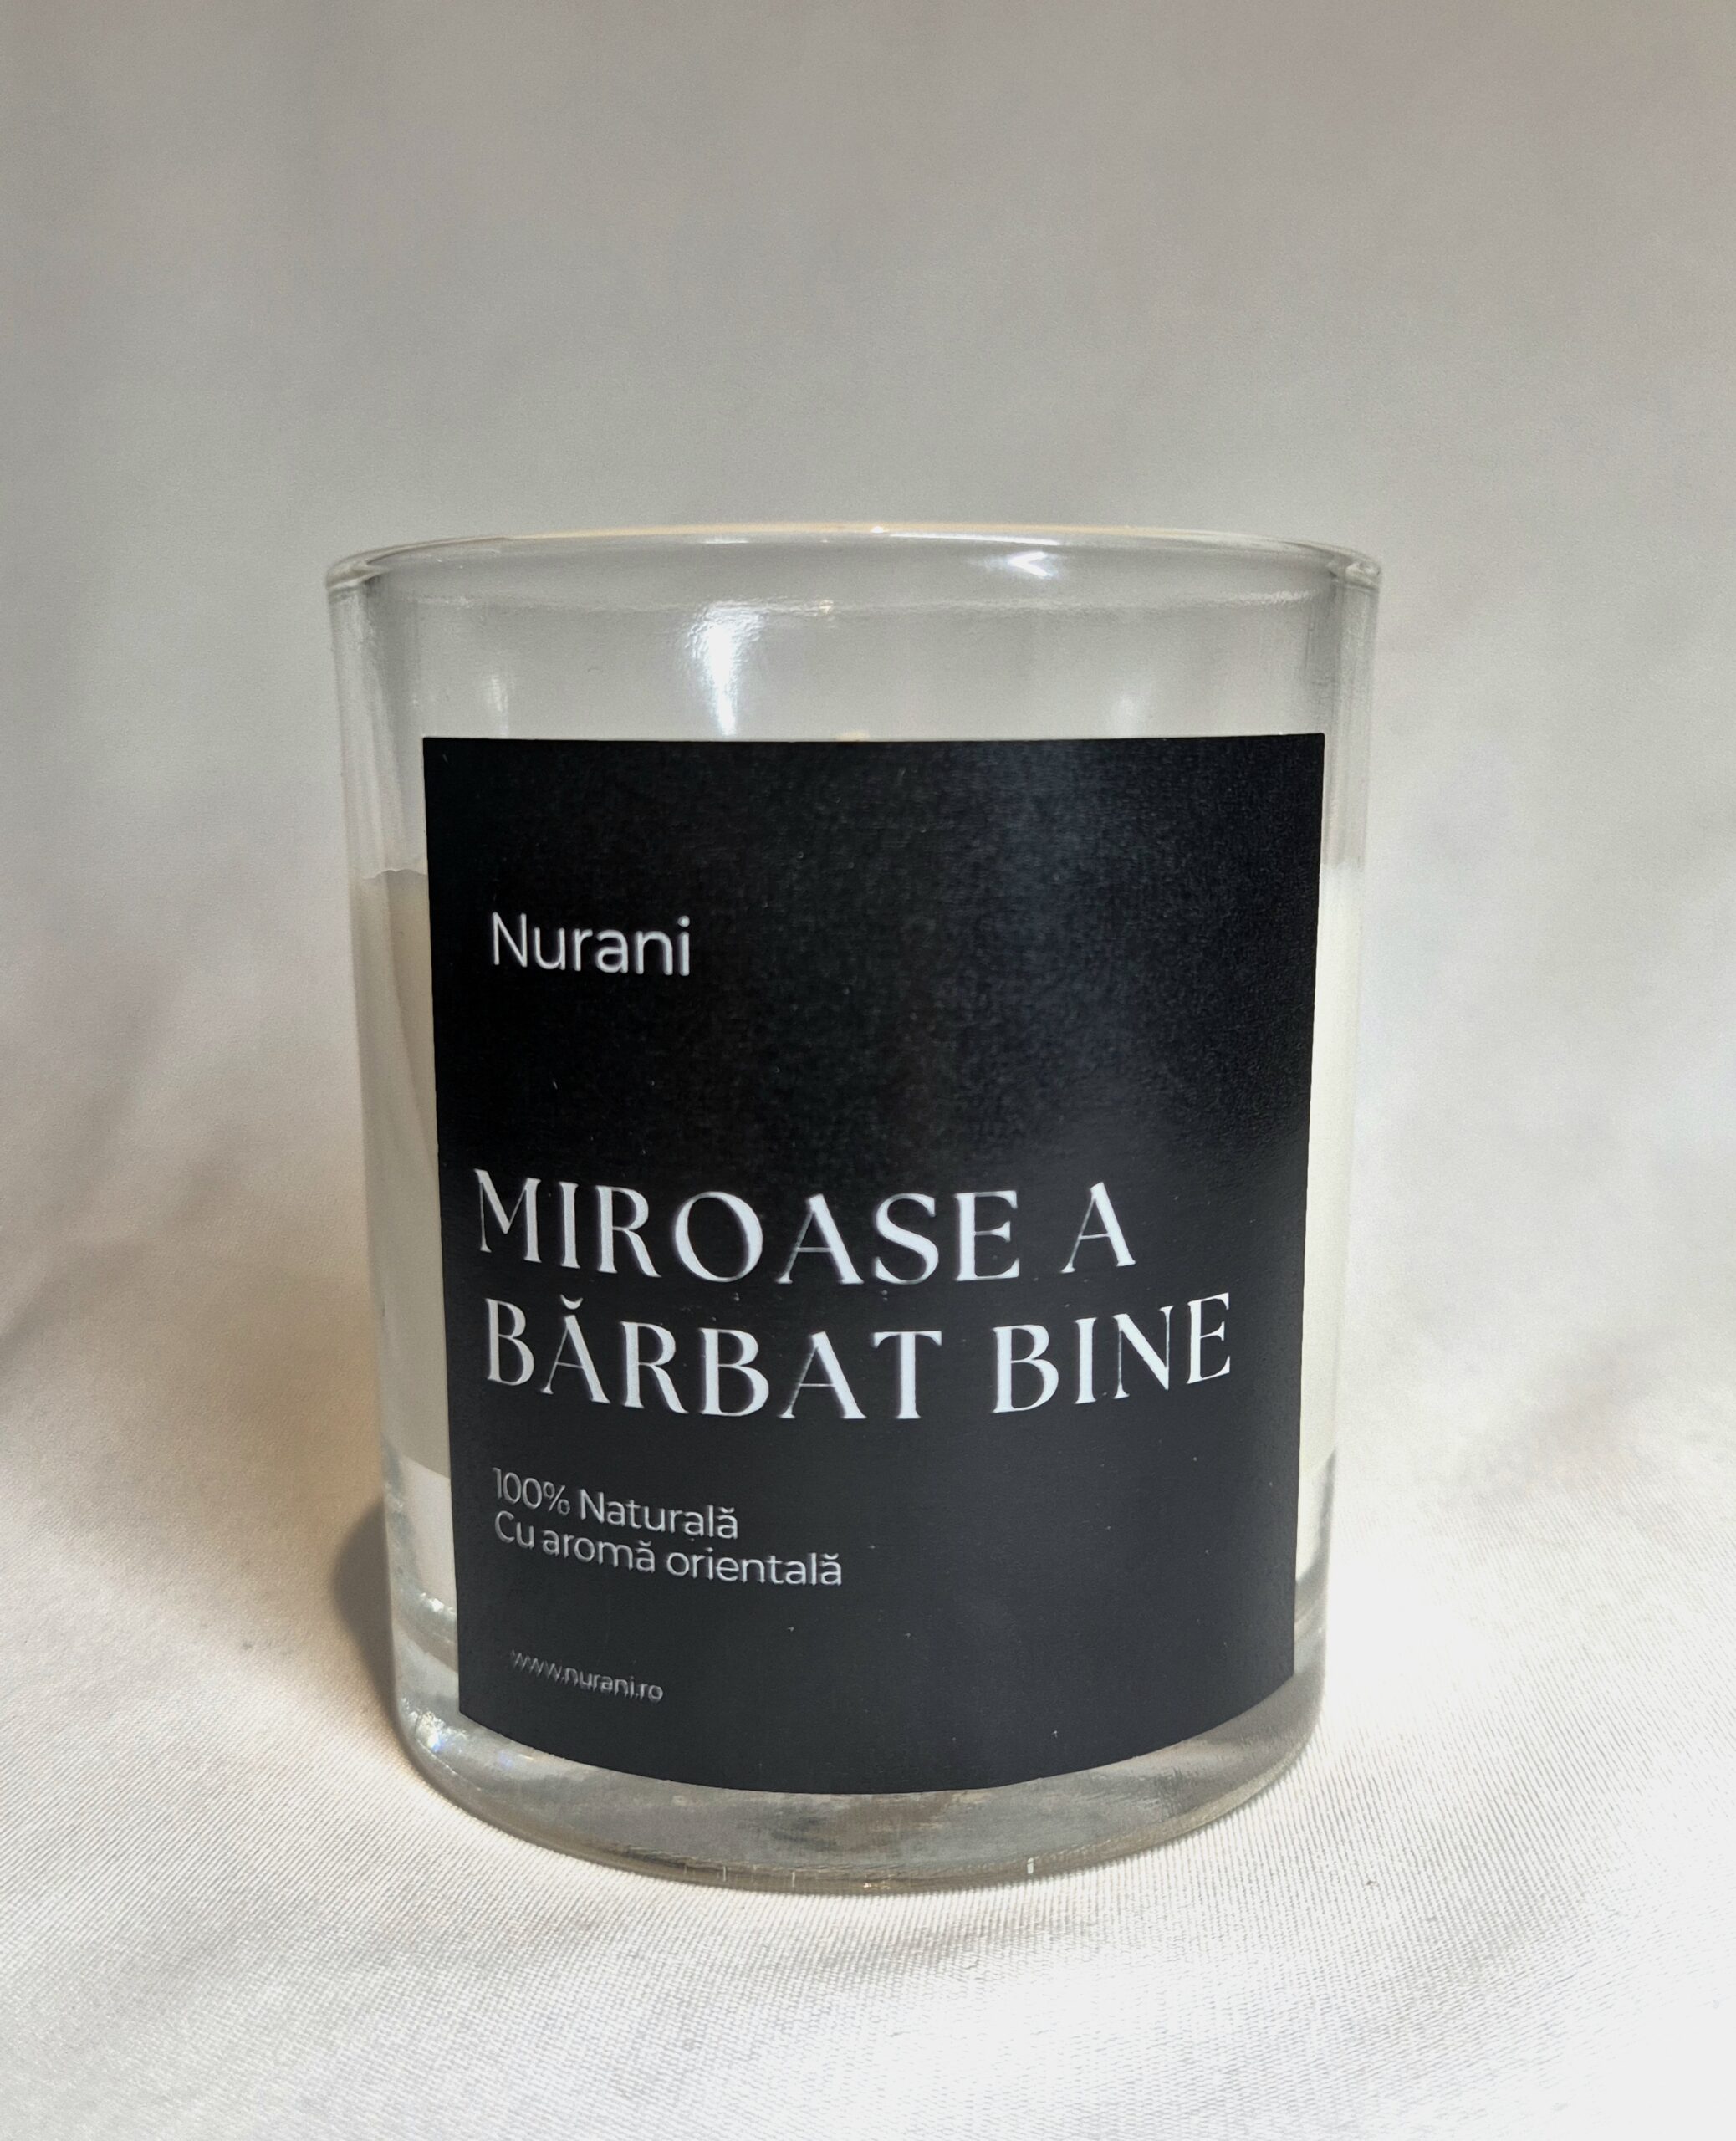 Nurani
MIROASE A
BĂRBAT BINE
100% Naturală
Cu aromă orientală
www.nurani.ro